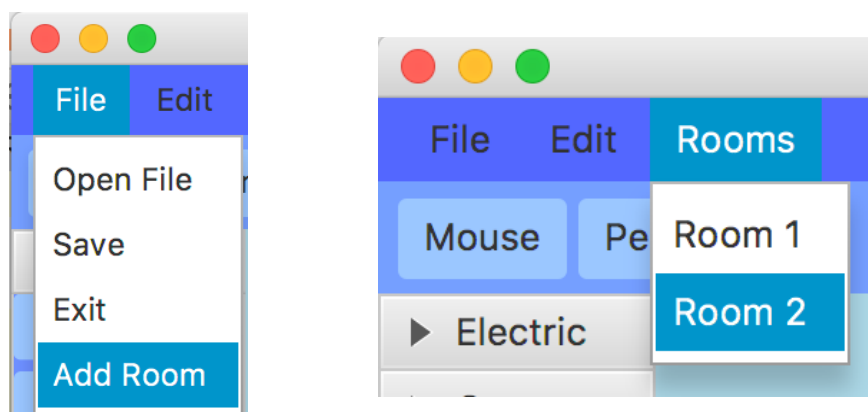 File Edit
Open File
Save
Exit
Add Room
File Edit Rooms
Mouse
Room 1
Electric
Room 2